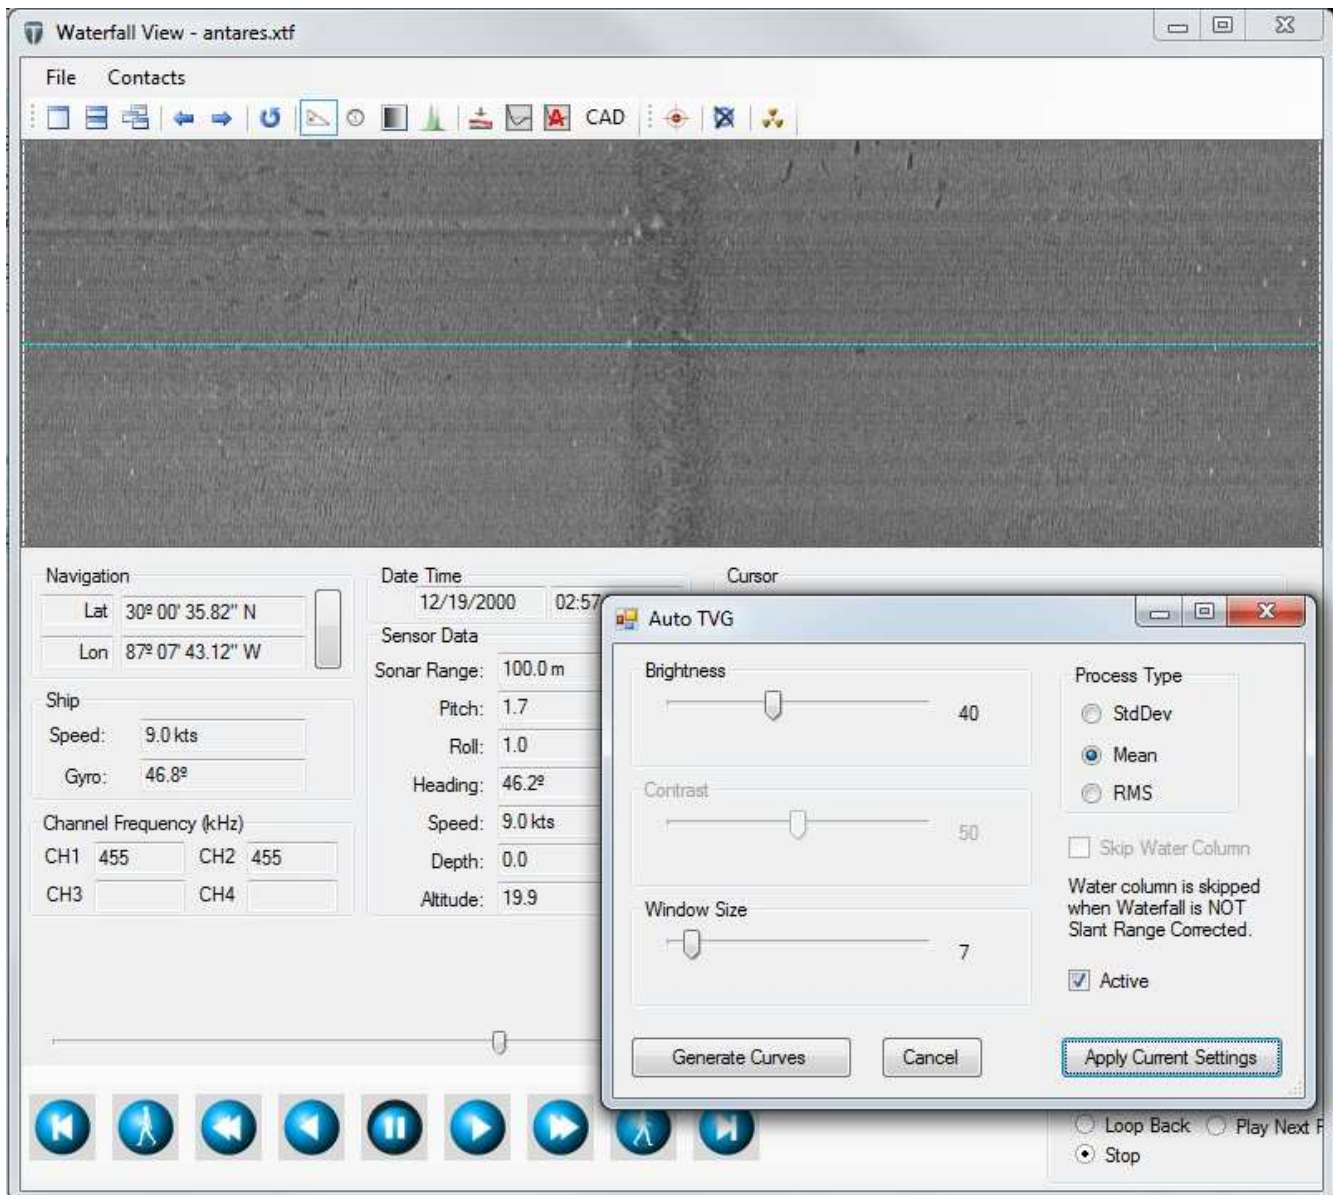 Waterfall View - antares.xtf
File Contacts
CAD
Navigation
Lat 30º 00' 35.82" N
Lon 87º 07' 43.12" W
Ship
Speed: 9.0 kts
Gyro: 46.8º
Channel Frequency (kHz)
CH1 455 CH2 455
CH3 CH4
Date Time
12/19/2000 02:57
Sensor Data
Sonar Range: 100.0 m
Pitch: 1.7
Roll: 1.0
Heading: 46.2º
Speed: 9.0 kts
Depth: 0.0
Altitude: 19.9
Cursor
Auto TVG
Brightness
40
Contrast
50
Window Size
7
Process Type
StdDev
Mean
RMS
Skip Water Column
Water column is skipped
when Waterfall is NOT
Slant Range Corrected.
Active
Generate Curves Cancel Apply Current Settings
Loop Back Play Next F
Stop